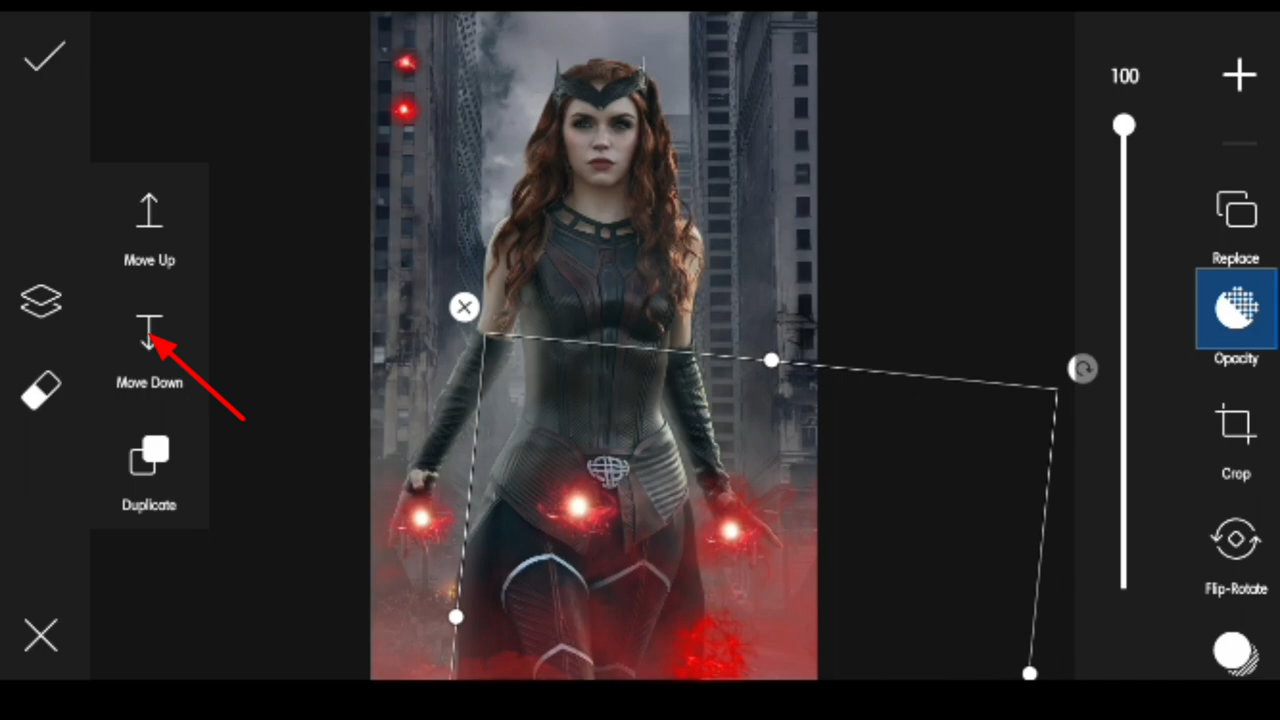 100
Replace
Move Up
Opacity
Move Down
Crop
Duplicate
Flip-Rotate